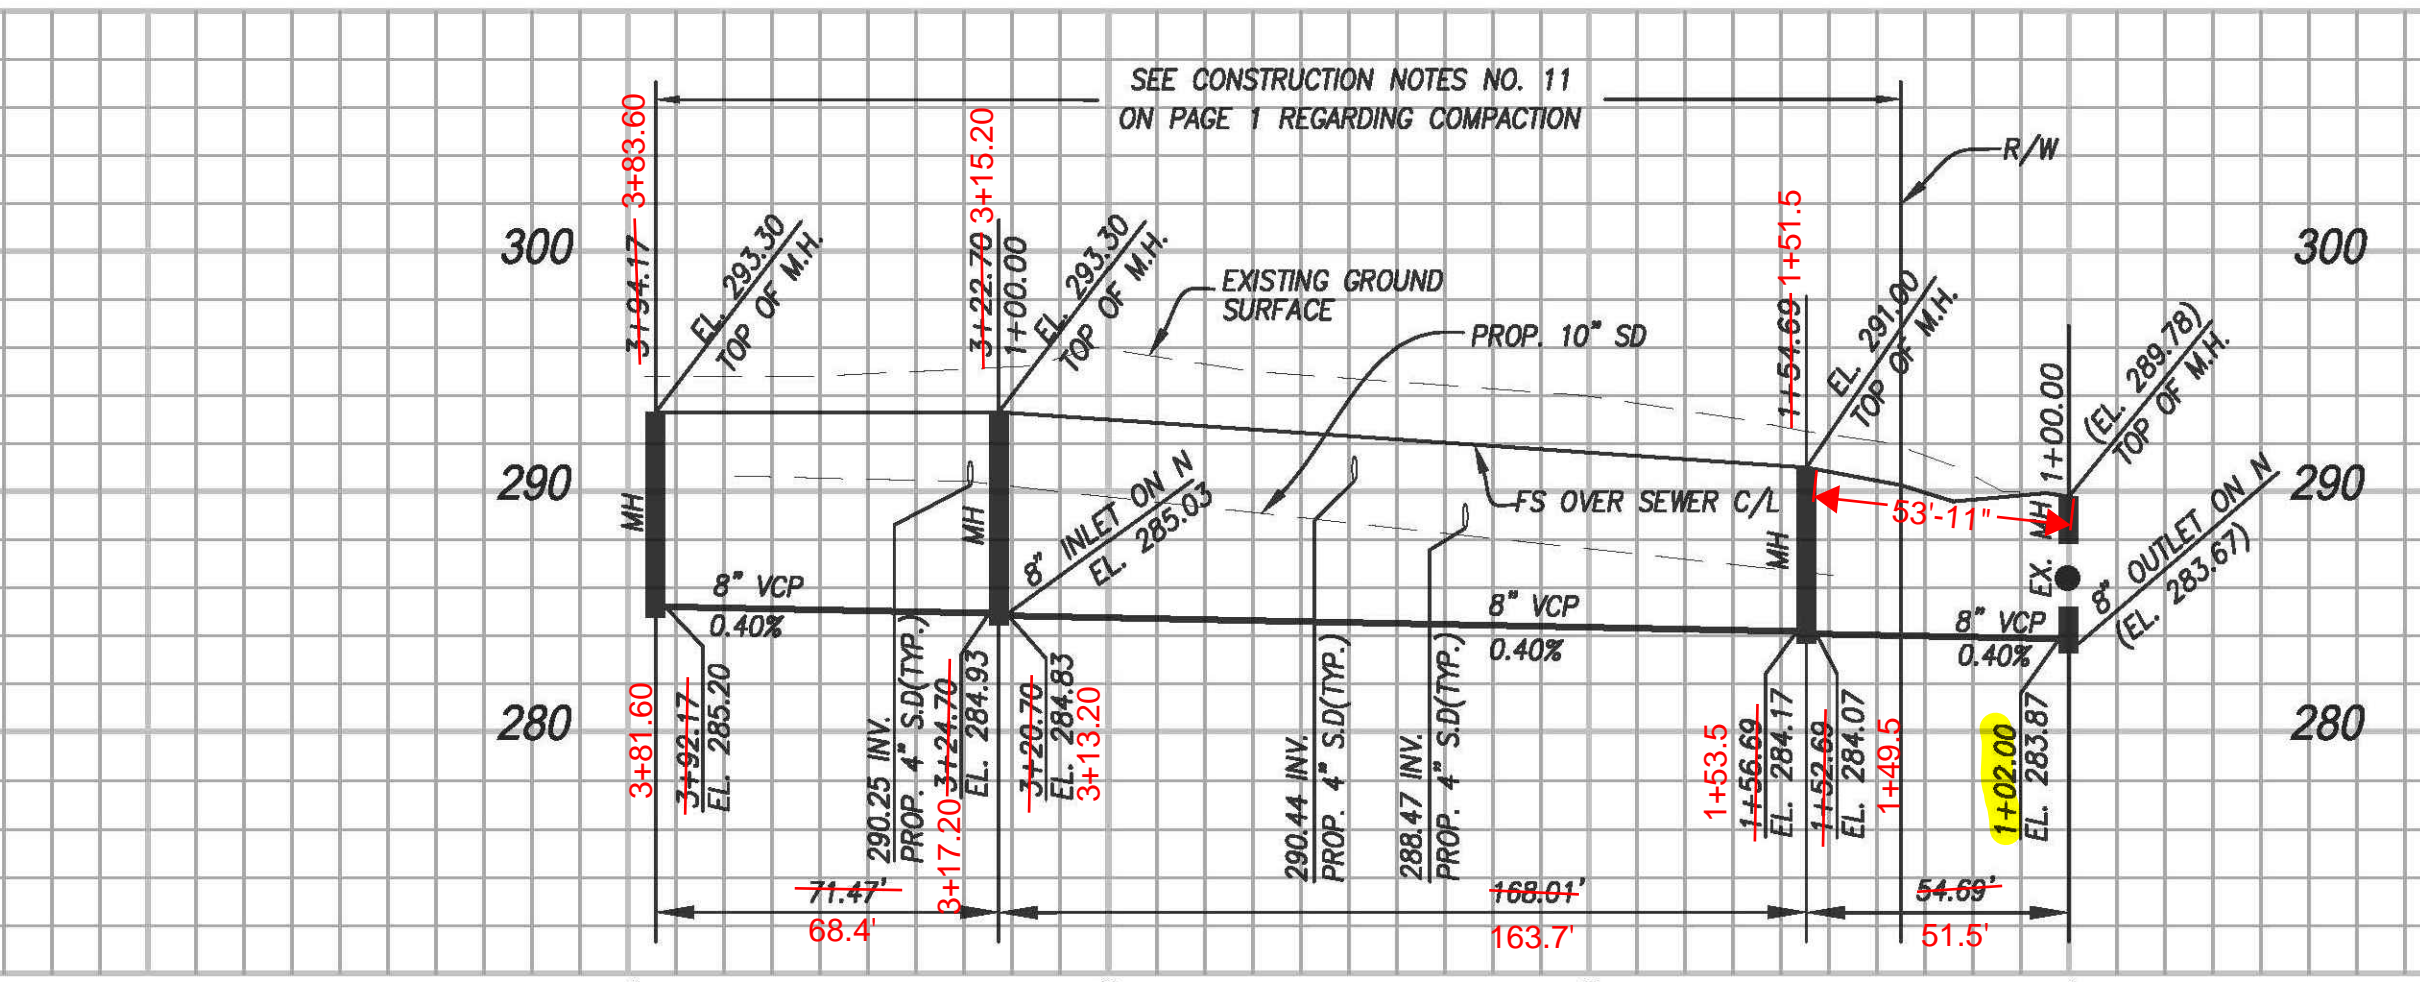 SEE CONSTRUCTION NOTES NO. 11
ON PAGE 1 REGARDING COMPACTION
R/W
3+83.60
3+94.17
EL. 293.30
TOP OF M.H.
3+15.20
3+22.70
1+00.00
EL. 293.30
TOP OF M.H.
EXISTING GROUND
SURFACE
PROP. 10" SD
1+51.5
1+54.69
EL. 291.00
TOP OF M.H.
1+00.00
(EL. 289.78)
TOP OF M.H.
300
300
290
290
280
280
MH
MH
8" INLET ON N
EL. 285.03
FS OVER SEWER C/L
MH
53'-11"
EX. MH
8" OUTLET ON N
(EL. 283.67)
8" VCP
0.40%
8" VCP
0.40%
8" VCP
0.40%
3+81.60
3+92.17
EL. 285.20
290.25 INV.
PROP. 4" S.D(TYP.)
3+24.70
3+17.20
EL. 284.93
3+20.70
EL. 284.83
3+13.20
290.44 INV.
PROP. 4" S.D(TYP.)
288.47 INV.
PROP. 4" S.D(TYP.)
1+53.5
1+56.69
EL. 284.17
1+52.69
EL. 284.07
1+49.5
1+02.00
EL. 283.87
71.47'
68.4'
168.01'
163.7'
54.69'
51.5'